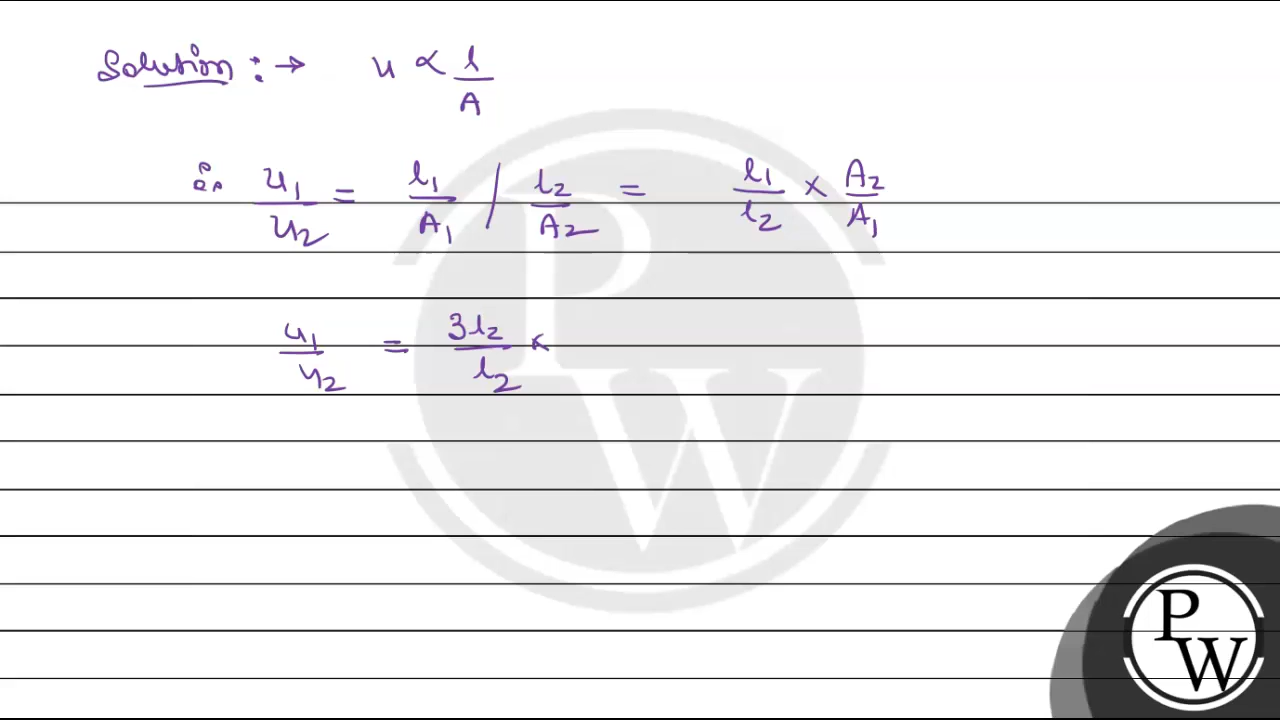 Solution :→ u ∝ l/A
∴ u₁/u₂ = l₁/A₁ / l₂/A₂ = l₁/l₂ × A₂/A₁
u₁/u₂ = 3l₂/l₂ ×
PW